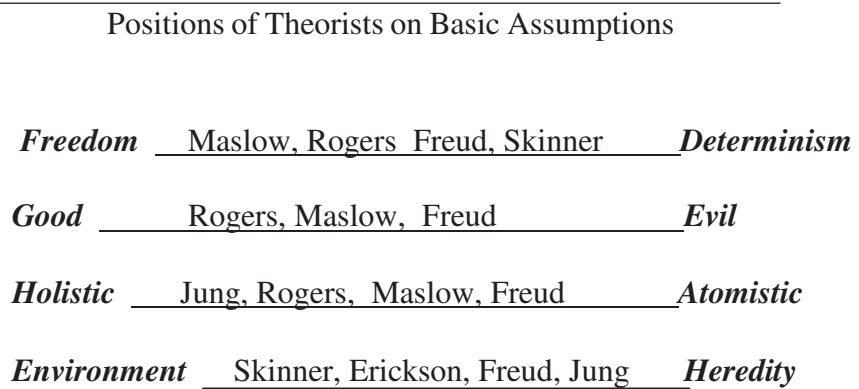 Positions of Theorists on Basic Assumptions
Freedom Maslow, Rogers Freud, Skinner Determinism
Good Rogers, Maslow, Freud Evil
Holistic Jung, Rogers, Maslow, Freud Atomistic
Environment Skinner, Erickson, Freud, Jung Heredity